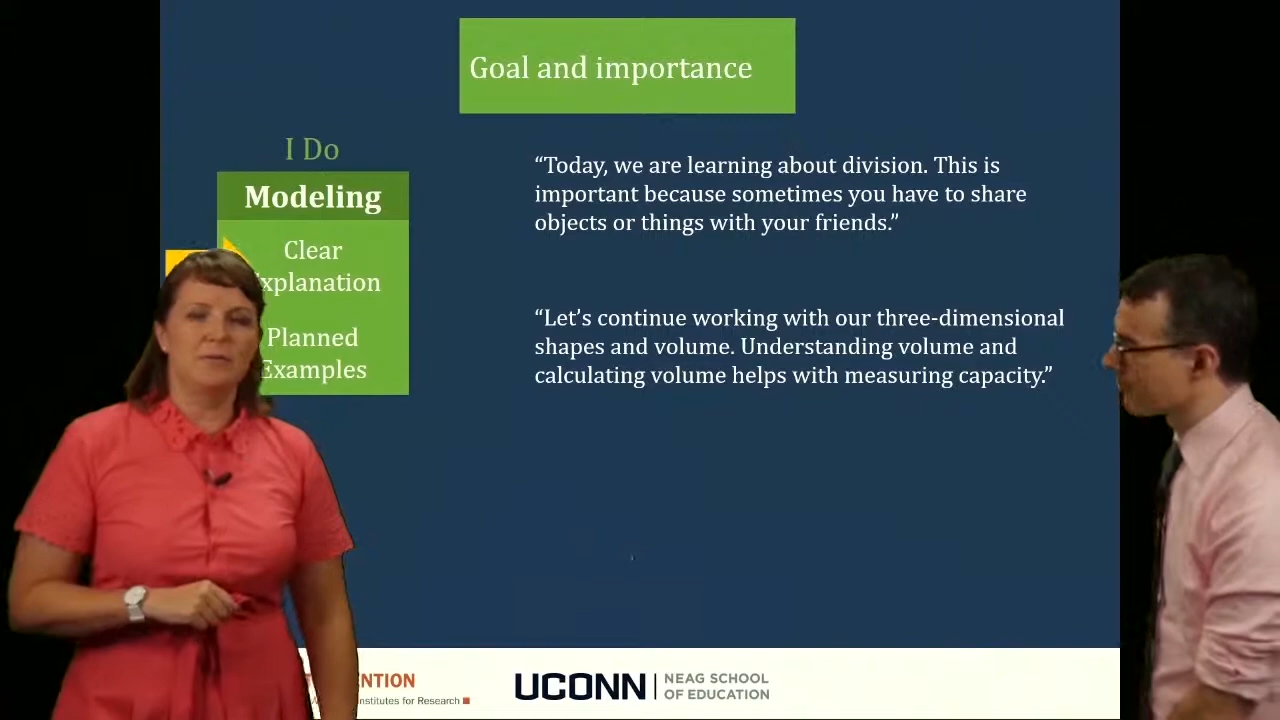 Goal and importance
I Do
Modeling
Clear
xplanation
Planned
Examples
“Today, we are learning about division. This is
important because sometimes you have to share
objects or things with your friends.”
“Let’s continue working with our three-dimensional
shapes and volume. Understanding volume and
calculating volume helps with measuring capacity.”
ENTION
nstitutes for Research
UCONN | NEAG SCHOOL
OF EDUCATION